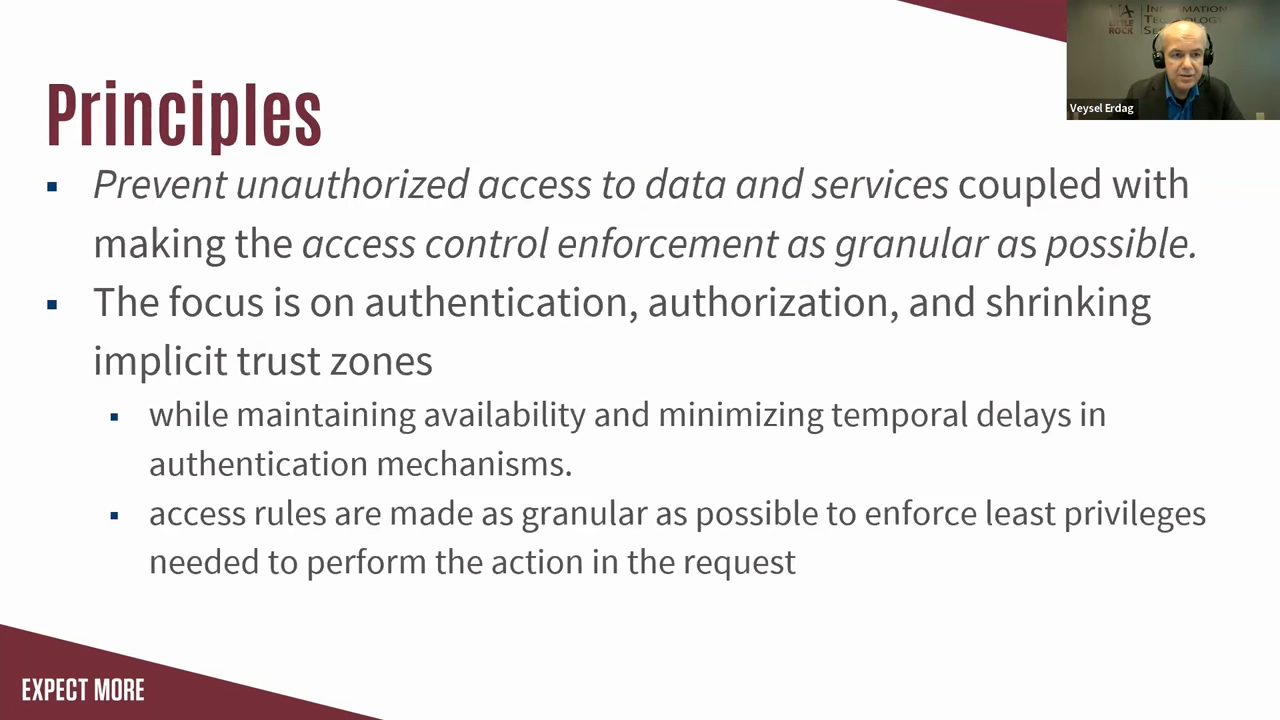 Principles
▪ Prevent unauthorized access to data and services coupled with
making the access control enforcement as granular as possible.
▪ The focus is on authentication, authorization, and shrinking
implicit trust zones
▪ while maintaining availability and minimizing temporal delays in
authentication mechanisms.
▪ access rules are made as granular as possible to enforce least privileges
needed to perform the action in the request
EXPECT MORE
LITTLE
ROCK
Veysel Erdag